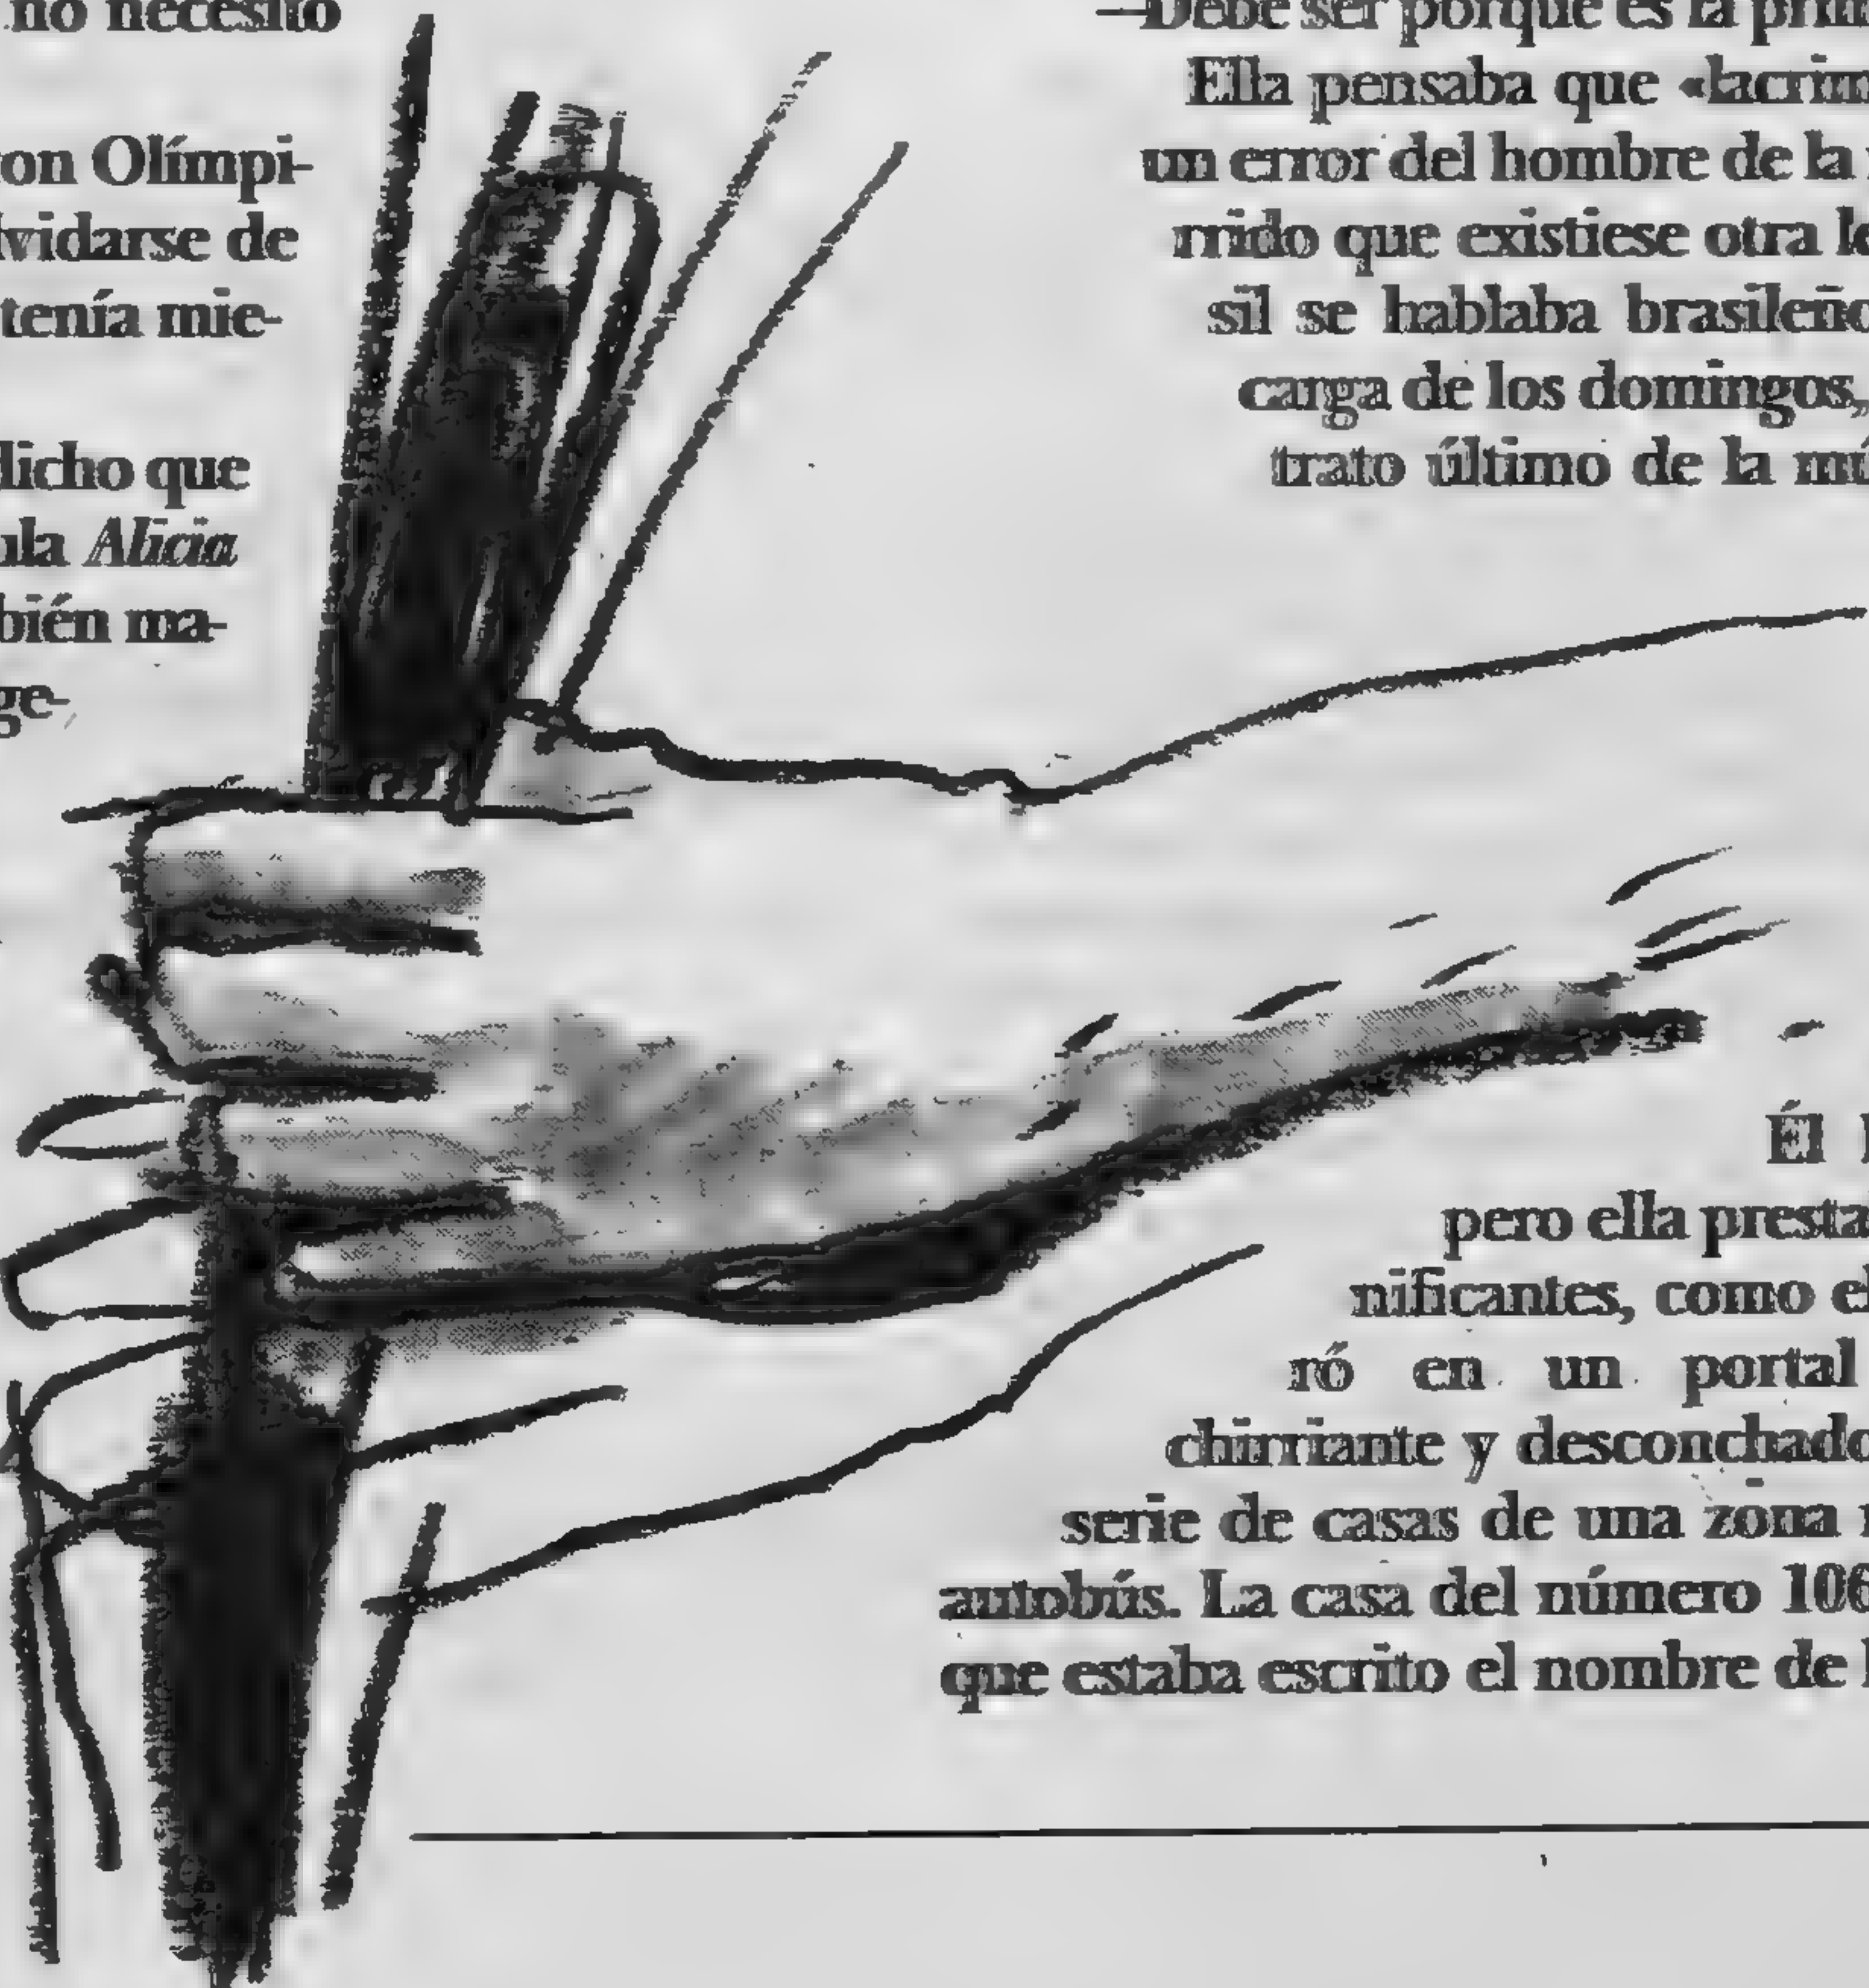 no necesito
on Olímpi-
vidarse de
tenía mie-
dicho que
ula Alicia
bién ma-
ge-
—Debe ser porque es la prim
Ella pensaba que «lacrim
un error del hombre de la
rrido que existiese otra le
sil se hablaba brasileño
carga de los domingos,
trato último de la mú
Él
pero ella presta
nificantes, como el
ró en un portal
chirriante y desconchado
serie de casas de una zona
autobús. La casa del número 106
que estaba escrito el nombre de